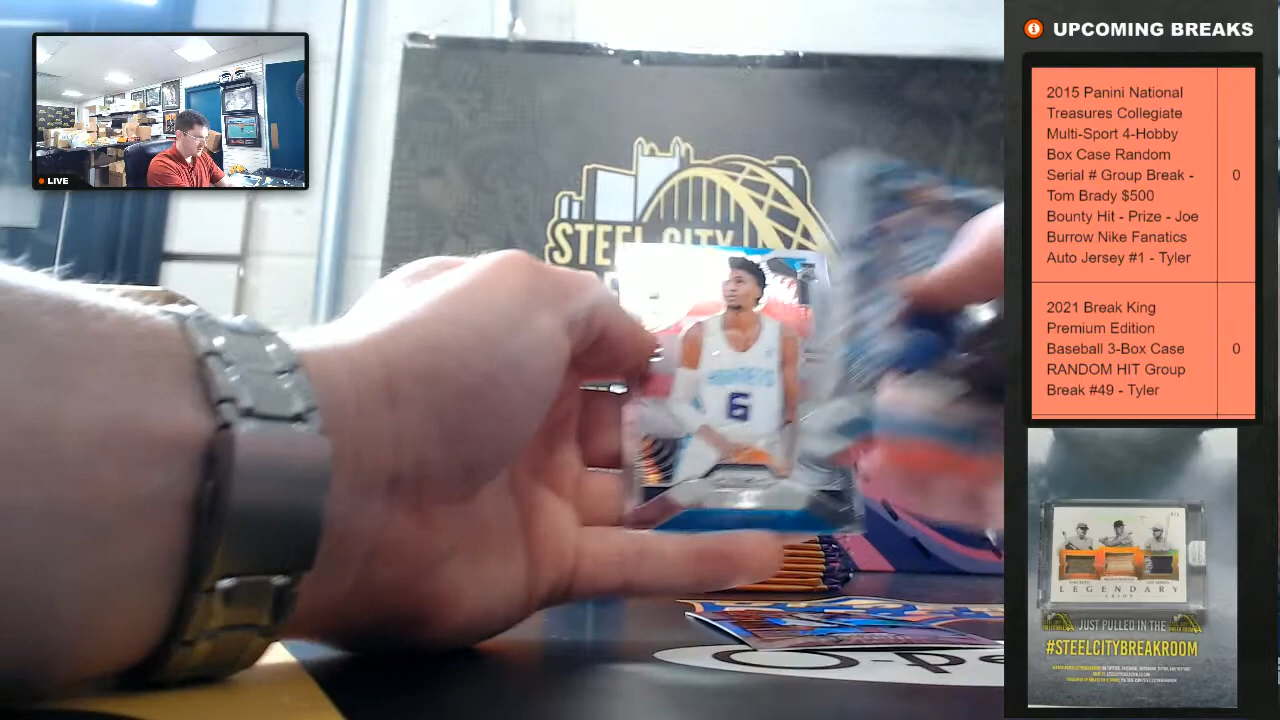 UPCOMING BREAKS
2015 Panini National
Treasures Collegiate
Multi-Sport 4-Hobby
Box Case Random
Serial # Group Break -
Tom Brady $500
Bounty Hit - Prize - Joe
Burrow Nike Fanatics
Auto Jersey #1 - Tyler
0
2021 Break King
Premium Edition
Baseball 3-Box Case
RANDOM HIT Group
Break #49 - Tyler
0
LIVE
STEEL CITY
HORNETS
6
LEGENDARY
JUST PULLED IN THE
#STEELCITYBREAKROOM